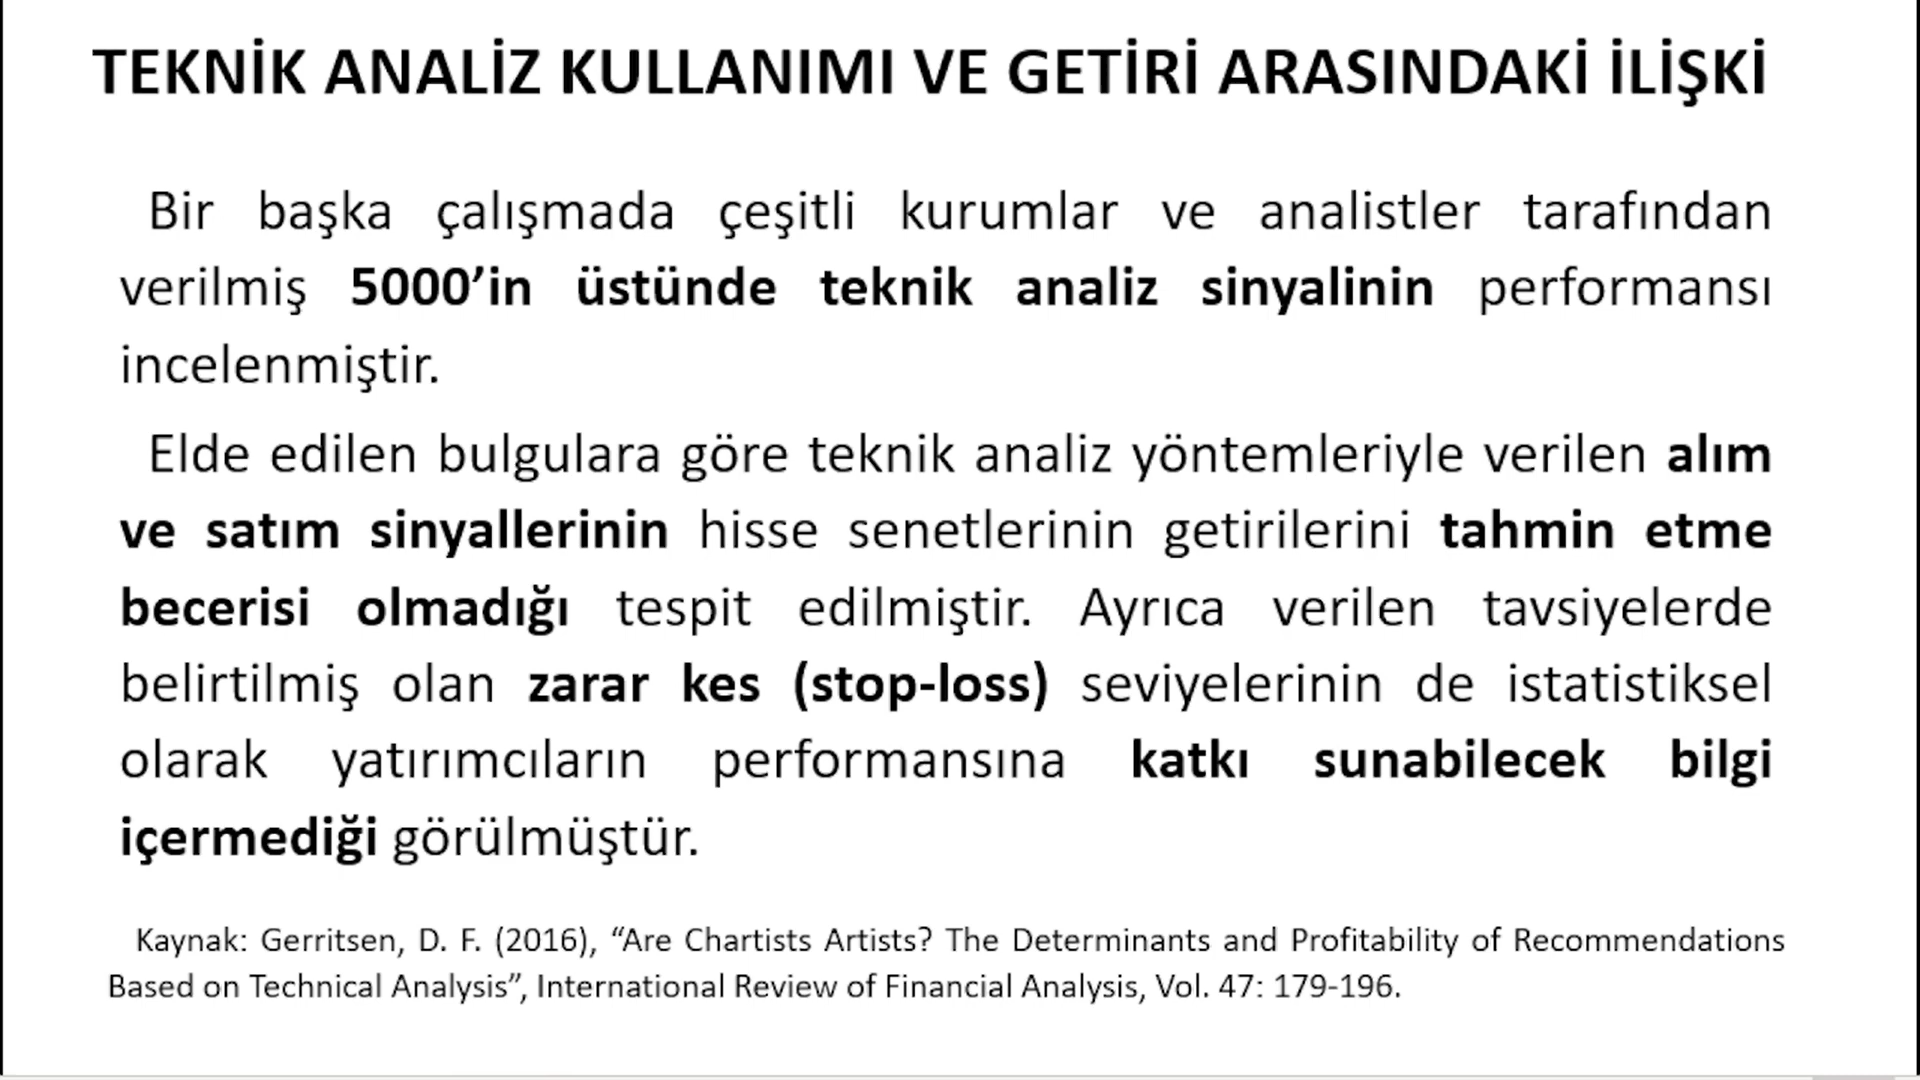 TEKNİK ANALİZ KULLANIMI VE GETİRİ ARASINDAKİ İLİŞKİ
Bir başka çalışmada çeşitli kurumlar ve analistler tarafından
verilmiş 5000’in üstünde teknik analiz sinyalinin performansı
incelenmiştir.
Elde edilen bulgulara göre teknik analiz yöntemleriyle verilen alım
ve satım sinyallerinin hisse senetlerinin getirilerini tahmin etme
becerisi olmadığı tespit edilmiştir. Ayrıca verilen tavsiyelerde
belirtilmiş olan zarar kes (stop-loss) seviyelerinin de istatistiksel
olarak yatırımcıların performansına katkı sunabilecek bilgi
içermediği görülmüştür.
Kaynak: Gerritsen, D. F. (2016), “Are Chartists Artists? The Determinants and Profitability of Recommendations
Based on Technical Analysis”, International Review of Financial Analysis, Vol. 47: 179-196.